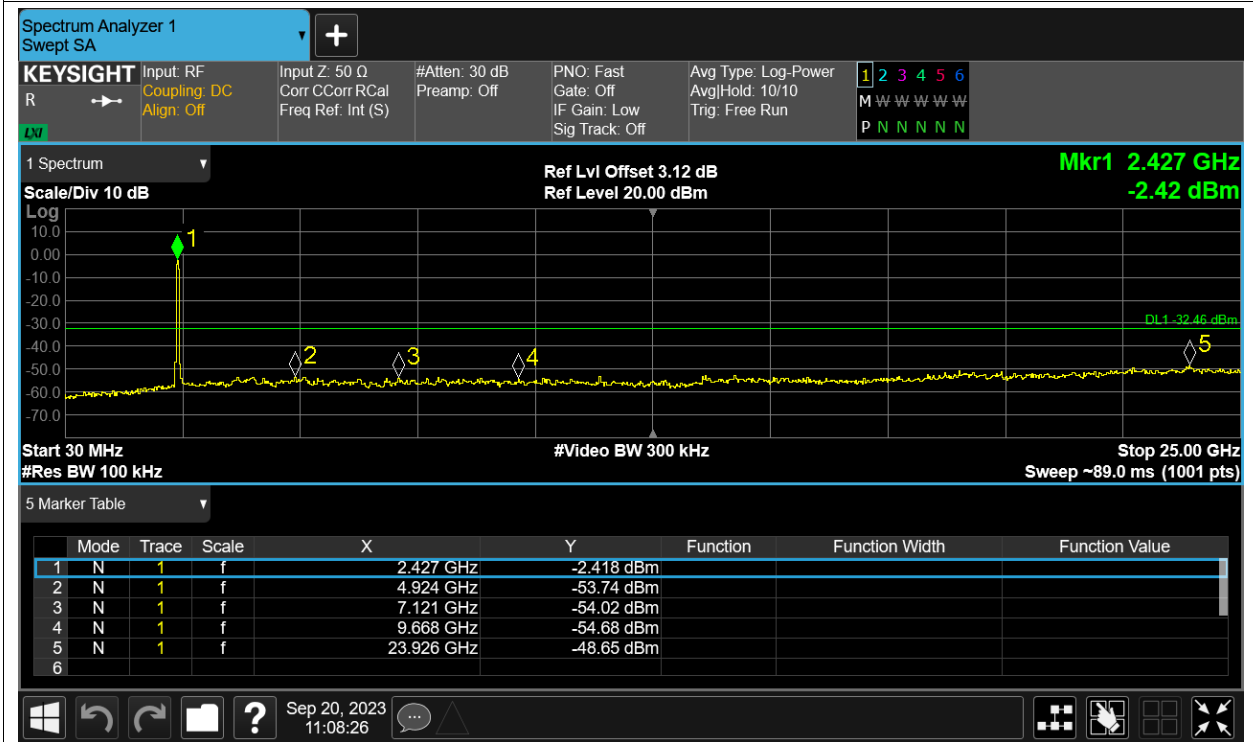 Spectrum Analyzer 1
Swept SA
+
KEYSIGHT
R
LXI
Input: RF
Coupling: DC
Align: Off
Input Z: 50 Ω
Corr CCorr RCal
Freq Ref: Int (S)
#Atten: 30 dB
Preamp: Off
PNO: Fast
Gate: Off
IF Gain: Low
Sig Track: Off
Avg Type: Log-Power
Avg|Hold: 10/10
Trig: Free Run
1 2 3 4 5 6
M W W W W W
P N N N N N
1 Spectrum
Scale/Div 10 dB
Ref Lvl Offset 3.12 dB
Ref Level 20.00 dBm
Mkr1 2.427 GHz
-2.42 dBm
Log
10.0
0.00
-10.0
-20.0
-30.0
-40.0
-50.0
-60.0
-70.0
1
2
3
4
5
DL1 -32.46 dBm
Start 30 MHz
#Video BW 300 kHz
Stop 25.00 GHz
#Res BW 100 kHz
Sweep ~89.0 ms (1001 pts)
5 Marker Table
Mode Trace Scale X Y Function Function Width Function Value
1 N 1 f 2.427 GHz -2.418 dBm
2 N 1 f 4.924 GHz -53.74 dBm
3 N 1 f 7.121 GHz -54.02 dBm
4 N 1 f 9.668 GHz -54.68 dBm
5 N 1 f 23.926 GHz -48.65 dBm
6
?
Sep 20, 2023
11:08:26